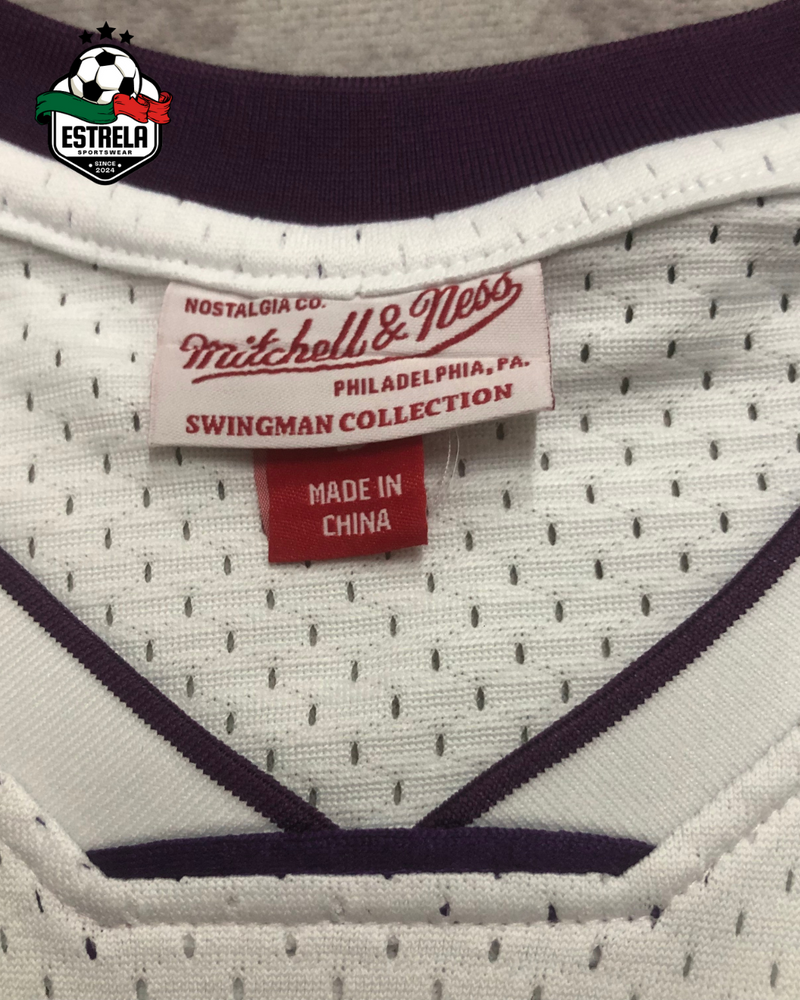 ESTRELA
SPORTSWEAR
SINCE
2024
NOSTALGIA CO.
Mitchell & Ness
PHILADELPHIA, PA.
SWINGMAN COLLECTION
MADE IN
CHINA